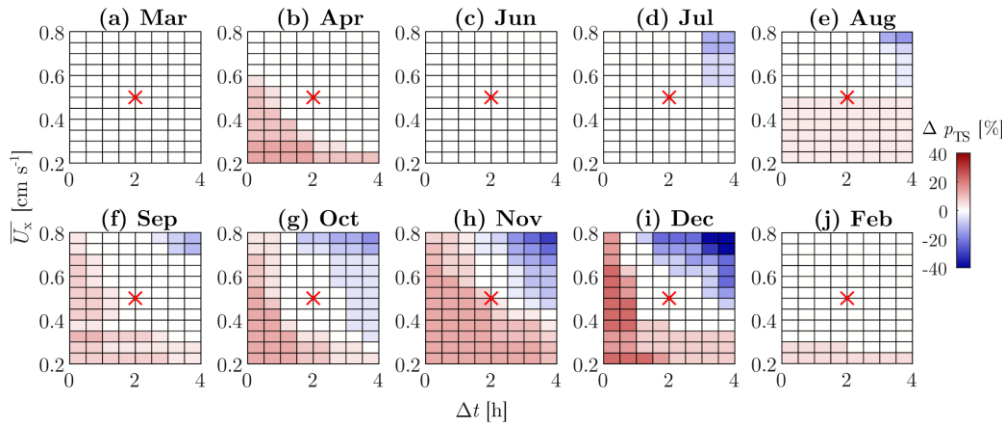 (a) Mar
(b) Apr
(c) Jun
(d) Jul
(e) Aug
0.8
0.6
0.4
0.2
0 2 4
0.8
0.6
0.4
0.2
0 2 4
0.8
0.6
0.4
0.2
0 2 4
0.8
0.6
0.4
0.2
0 2 4
0.8
0.6
0.4
0.2
0 2 4
Δ p_TS [%]
40
20
0
-20
-40
U̅_x [cm s⁻¹]
(f) Sep
(g) Oct
(h) Nov
(i) Dec
(j) Feb
0.8
0.6
0.4
0.2
0 2 4
0.8
0.6
0.4
0.2
0 2 4
0.8
0.6
0.4
0.2
0 2 4
0.8
0.6
0.4
0.2
0 2 4
0.8
0.6
0.4
0.2
0 2 4
Δt [h]